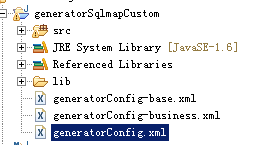 generatorSqlmapCustom
src
JRE System Library [JavaSE-1.6]
Referenced Libraries
lib
generatorConfig-base.xml
generatorConfig-business.xml
generatorConfig.xml